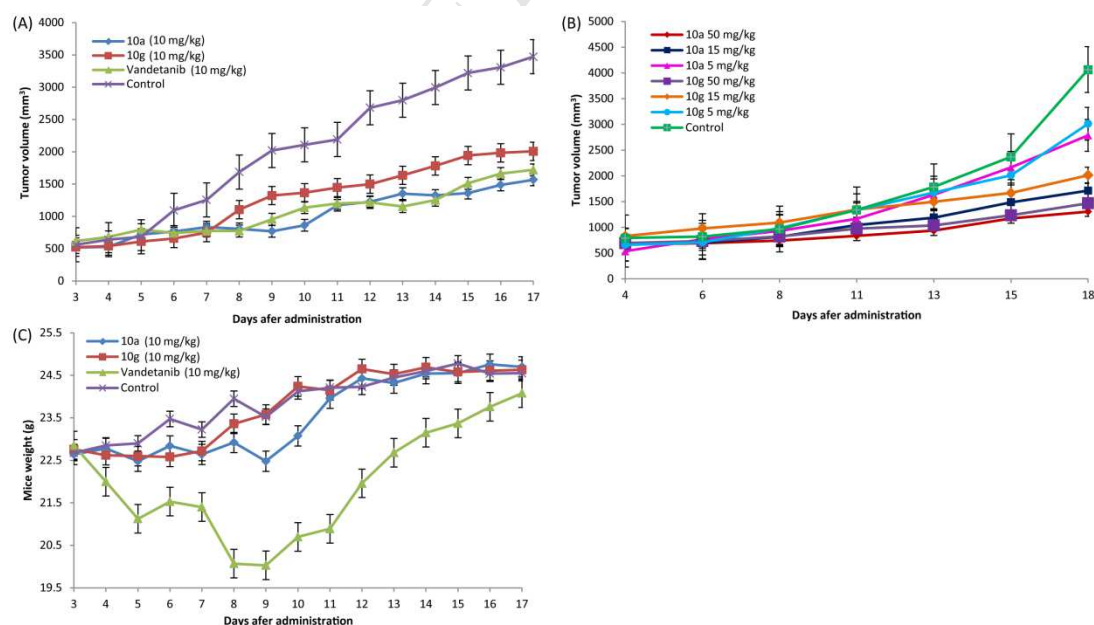 (A)
4000
3500
3000
2500
2000
1500
1000
500
0
Tumor volume (mm³)
10a (10 mg/kg)
10g (10 mg/kg)
Vandetanib (10 mg/kg)
Control
3 4 5 6 7 8 9 10 11 12 13 14 15 16 17
Days afer administration
(B)
5000
4500
4000
3500
3000
2500
2000
1500
1000
500
0
Tumor volume (mm³)
10a 50 mg/kg
10a 15 mg/kg
10a 5 mg/kg
10g 50 mg/kg
10g 15 mg/kg
10g 5 mg/kg
Control
4 6 8 11 13 15 18
Days afer administration
(C)
25.5
24.5
23.5
22.5
21.5
20.5
19.5
Mice weight (g)
10a (10 mg/kg)
10g (10 mg/kg)
Vandetanib (10 mg/kg)
Control
3 4 5 6 7 8 9 10 11 12 13 14 15 16 17
Days afer administration